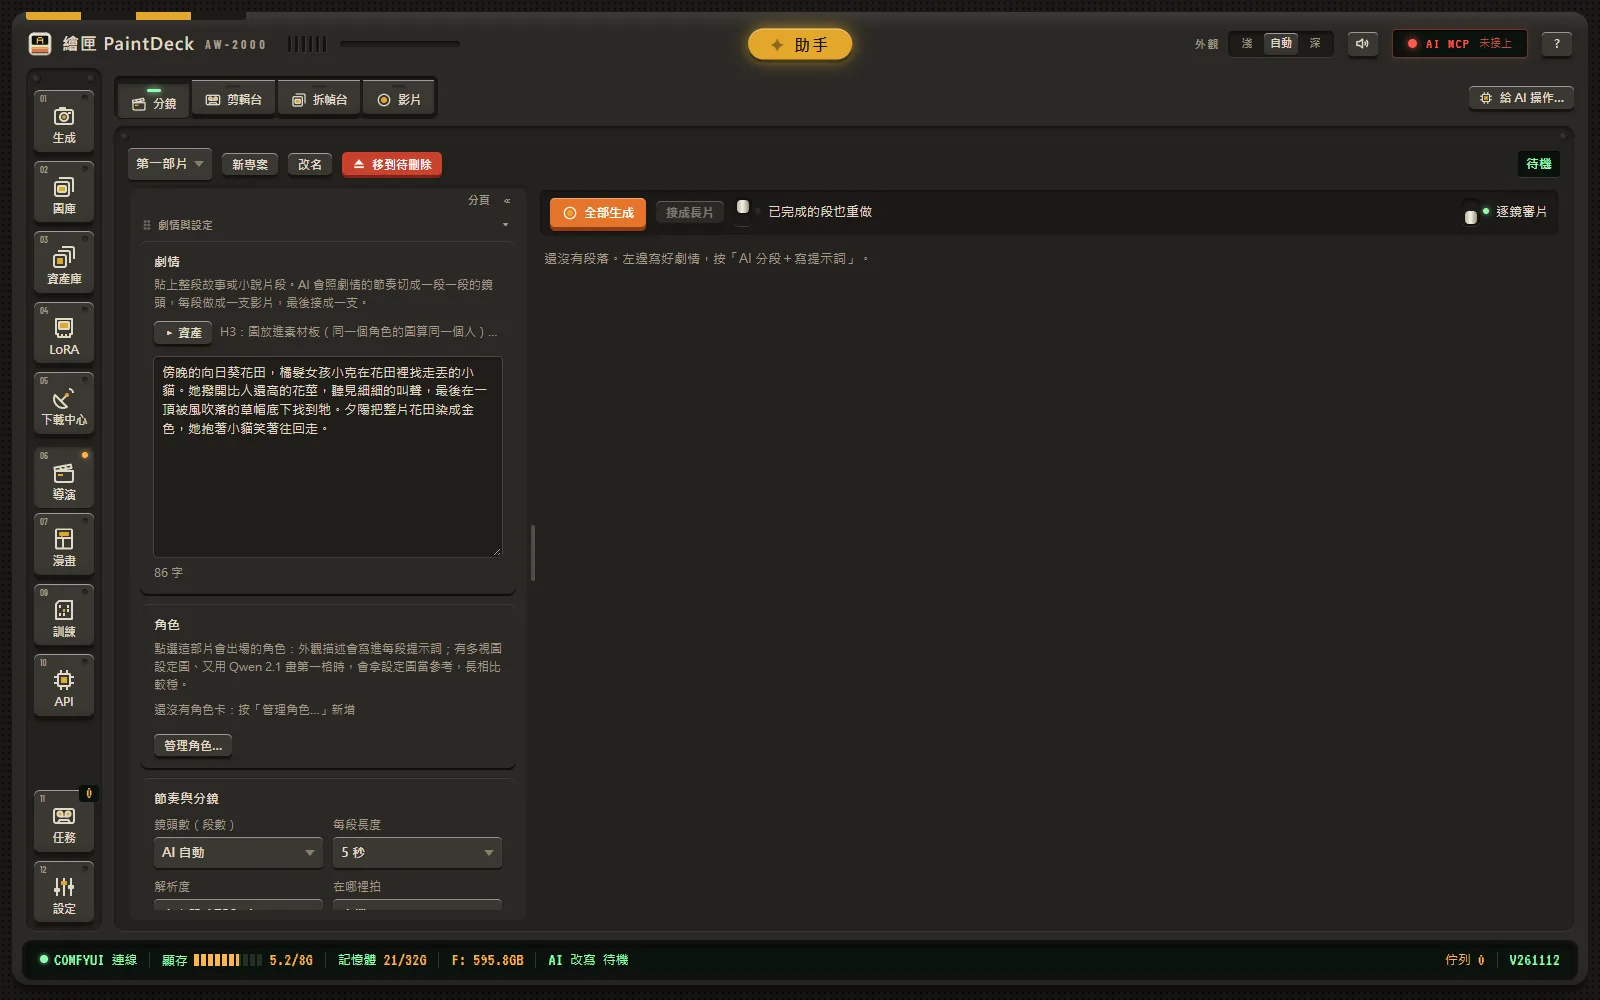 繪匣 PaintDeck AW-2000
助手
外觀 淺 自動 深
AI MCP 未接上
?
01 生成
02 圖庫
03 資產庫
04 LoRA
05 下載中心
06 導演
07 漫畫
08 訓練
10 API
0
11 任務
12 設定
分鏡 剪輯台 拆幀台 影片
給 AI 操作...
第一部片 新專案 改名 移到待刪除
待機
分頁 «
劇情與設定
劇情
貼上整段故事或小說片段。AI 會照劇情的節奏切成一段一段的鏡
頭，每段做成一支影片，最後接成一支。
資產 H3：圖放進素材板（同一個角色的圖算同一個人）...
傍晚的向日葵花田，橘髮女孩小克在花田裡找走丟的小
貓。她撥開比人還高的花莖，聽見細細的叫聲，最後在一
頂被風吹落的草帽底下找到牠。夕陽把整片花田染成金
色，她抱著小貓笑著往回走。
86 字
角色
點選這部片會出場的角色：外觀描述會寫進每段提示詞；有多視圖
設定圖、又用 Qwen 2.1 畫第一格時，會拿設定圖當參考，長相比
較穩。
還沒有角色卡：按「管理角色...」新增
管理角色...
節奏與分鏡
鏡頭數（段數） 每段長度
AI 自動 5 秒
解析度 在哪裡拍
全部生成 接成長片 已完成的段也重做
逐鏡審片
還沒有段落。左邊寫好劇情，按「AI 分段＋寫提示詞」。
COMFYUI 連線 顯存 5.2/8G 記憶體 21/32G F: 595.8GB AI 改寫 待機
佇列 0 V261112